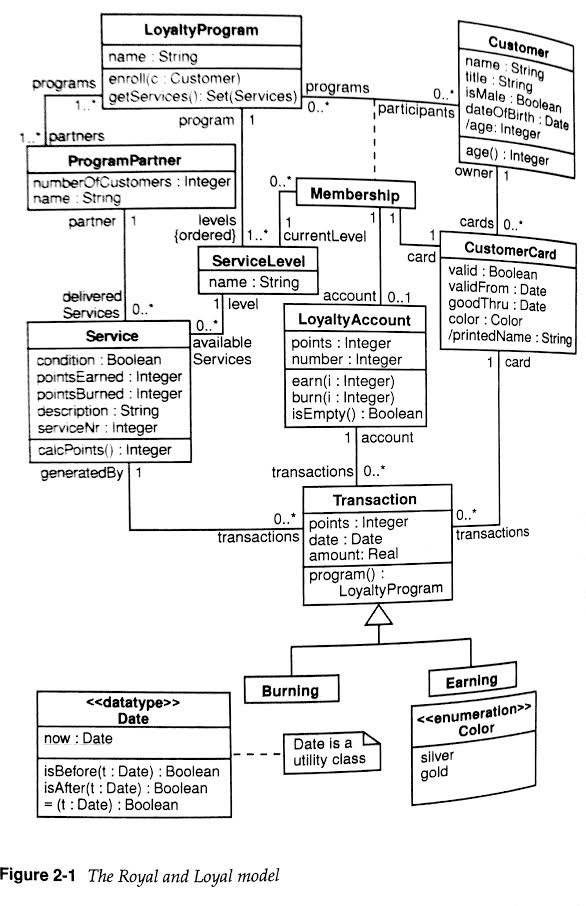 LoyaltyProgram
name : String
enroll(c : Customer)
getServices(): Set(Services)
Customer
name : String
title : String
isMale : Boolean
dateOfBirth : Date
/age: Integer
age() : Integer
programs
1..*
programs
0..*
0..*
participants
1..* partners
program 1
owner 1
ProgramPartner
numberOfCustomers : Integer
name : String
partner 1
0..*
Membership
1
currentLevel
levels
{ordered} 1..*
1 1
1
card
cards 0..*
ServiceLevel
name : String
1 level
CustomerCard
valid : Boolean
validFrom : Date
goodThru : Date
color : Color
/printedName : String
1 card
account 0..1
delivered
Services 0..*
0..*
available
Services
LoyaltyAccount
points : Integer
number : Integer
earn(i : Integer)
burn(i : Integer)
isEmpty() : Boolean
1 account
Service
condition : Boolean
pointsEarned : Integer
pointsBurned : Integer
description : String
serviceNr : Integer
calcPoints() : Integer
generatedBy 1
transactions 0..*
Transaction
points : Integer
date : Date
amount: Real
program() :
LoyaltyProgram
0..*
transactions
0..*
transactions
Burning
Earning
<<datatype>>
Date
now : Date
isBefore(t : Date) : Boolean
isAfter(t : Date) : Boolean
= (t : Date) : Boolean
Date is a
utility class
<<enumeration>>
Color
silver
gold
Figure 2-1 The Royal and Loyal model